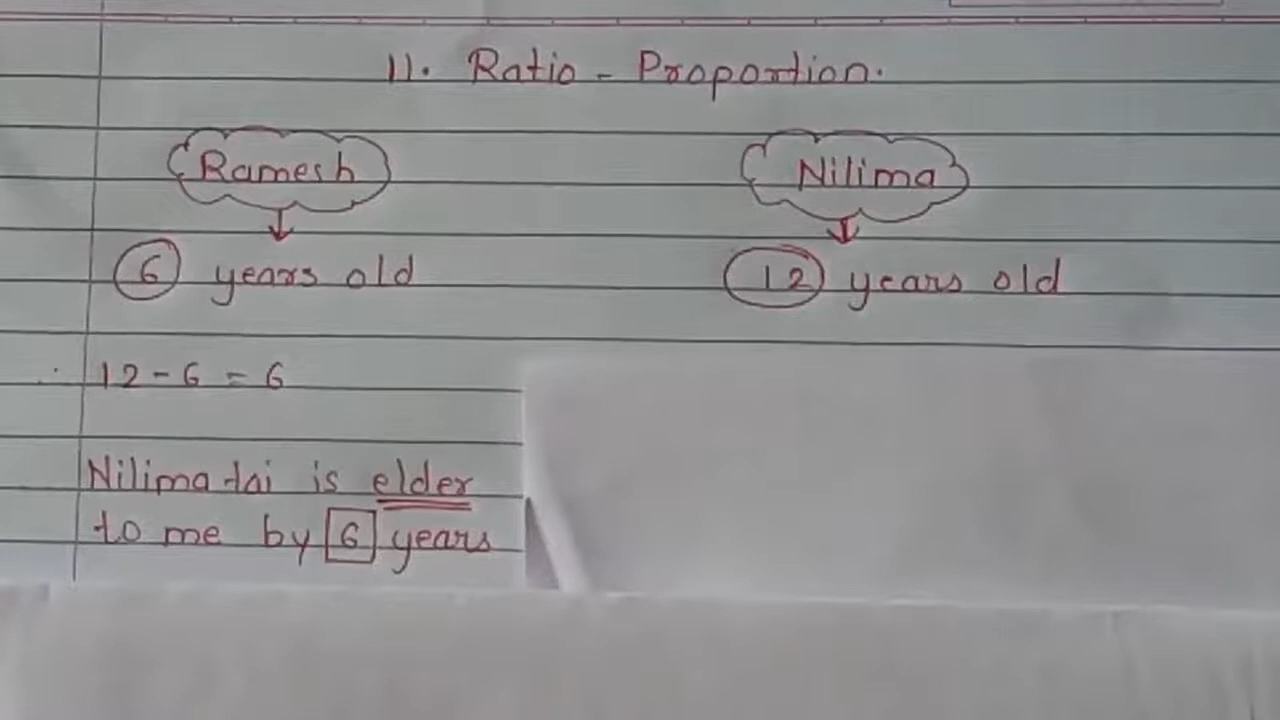 11. Ratio - Proportion.
Ramesh Nilima
6 years old 12 years old
12 - 6 = 6
Nilima tai is elder
to me by 6 years